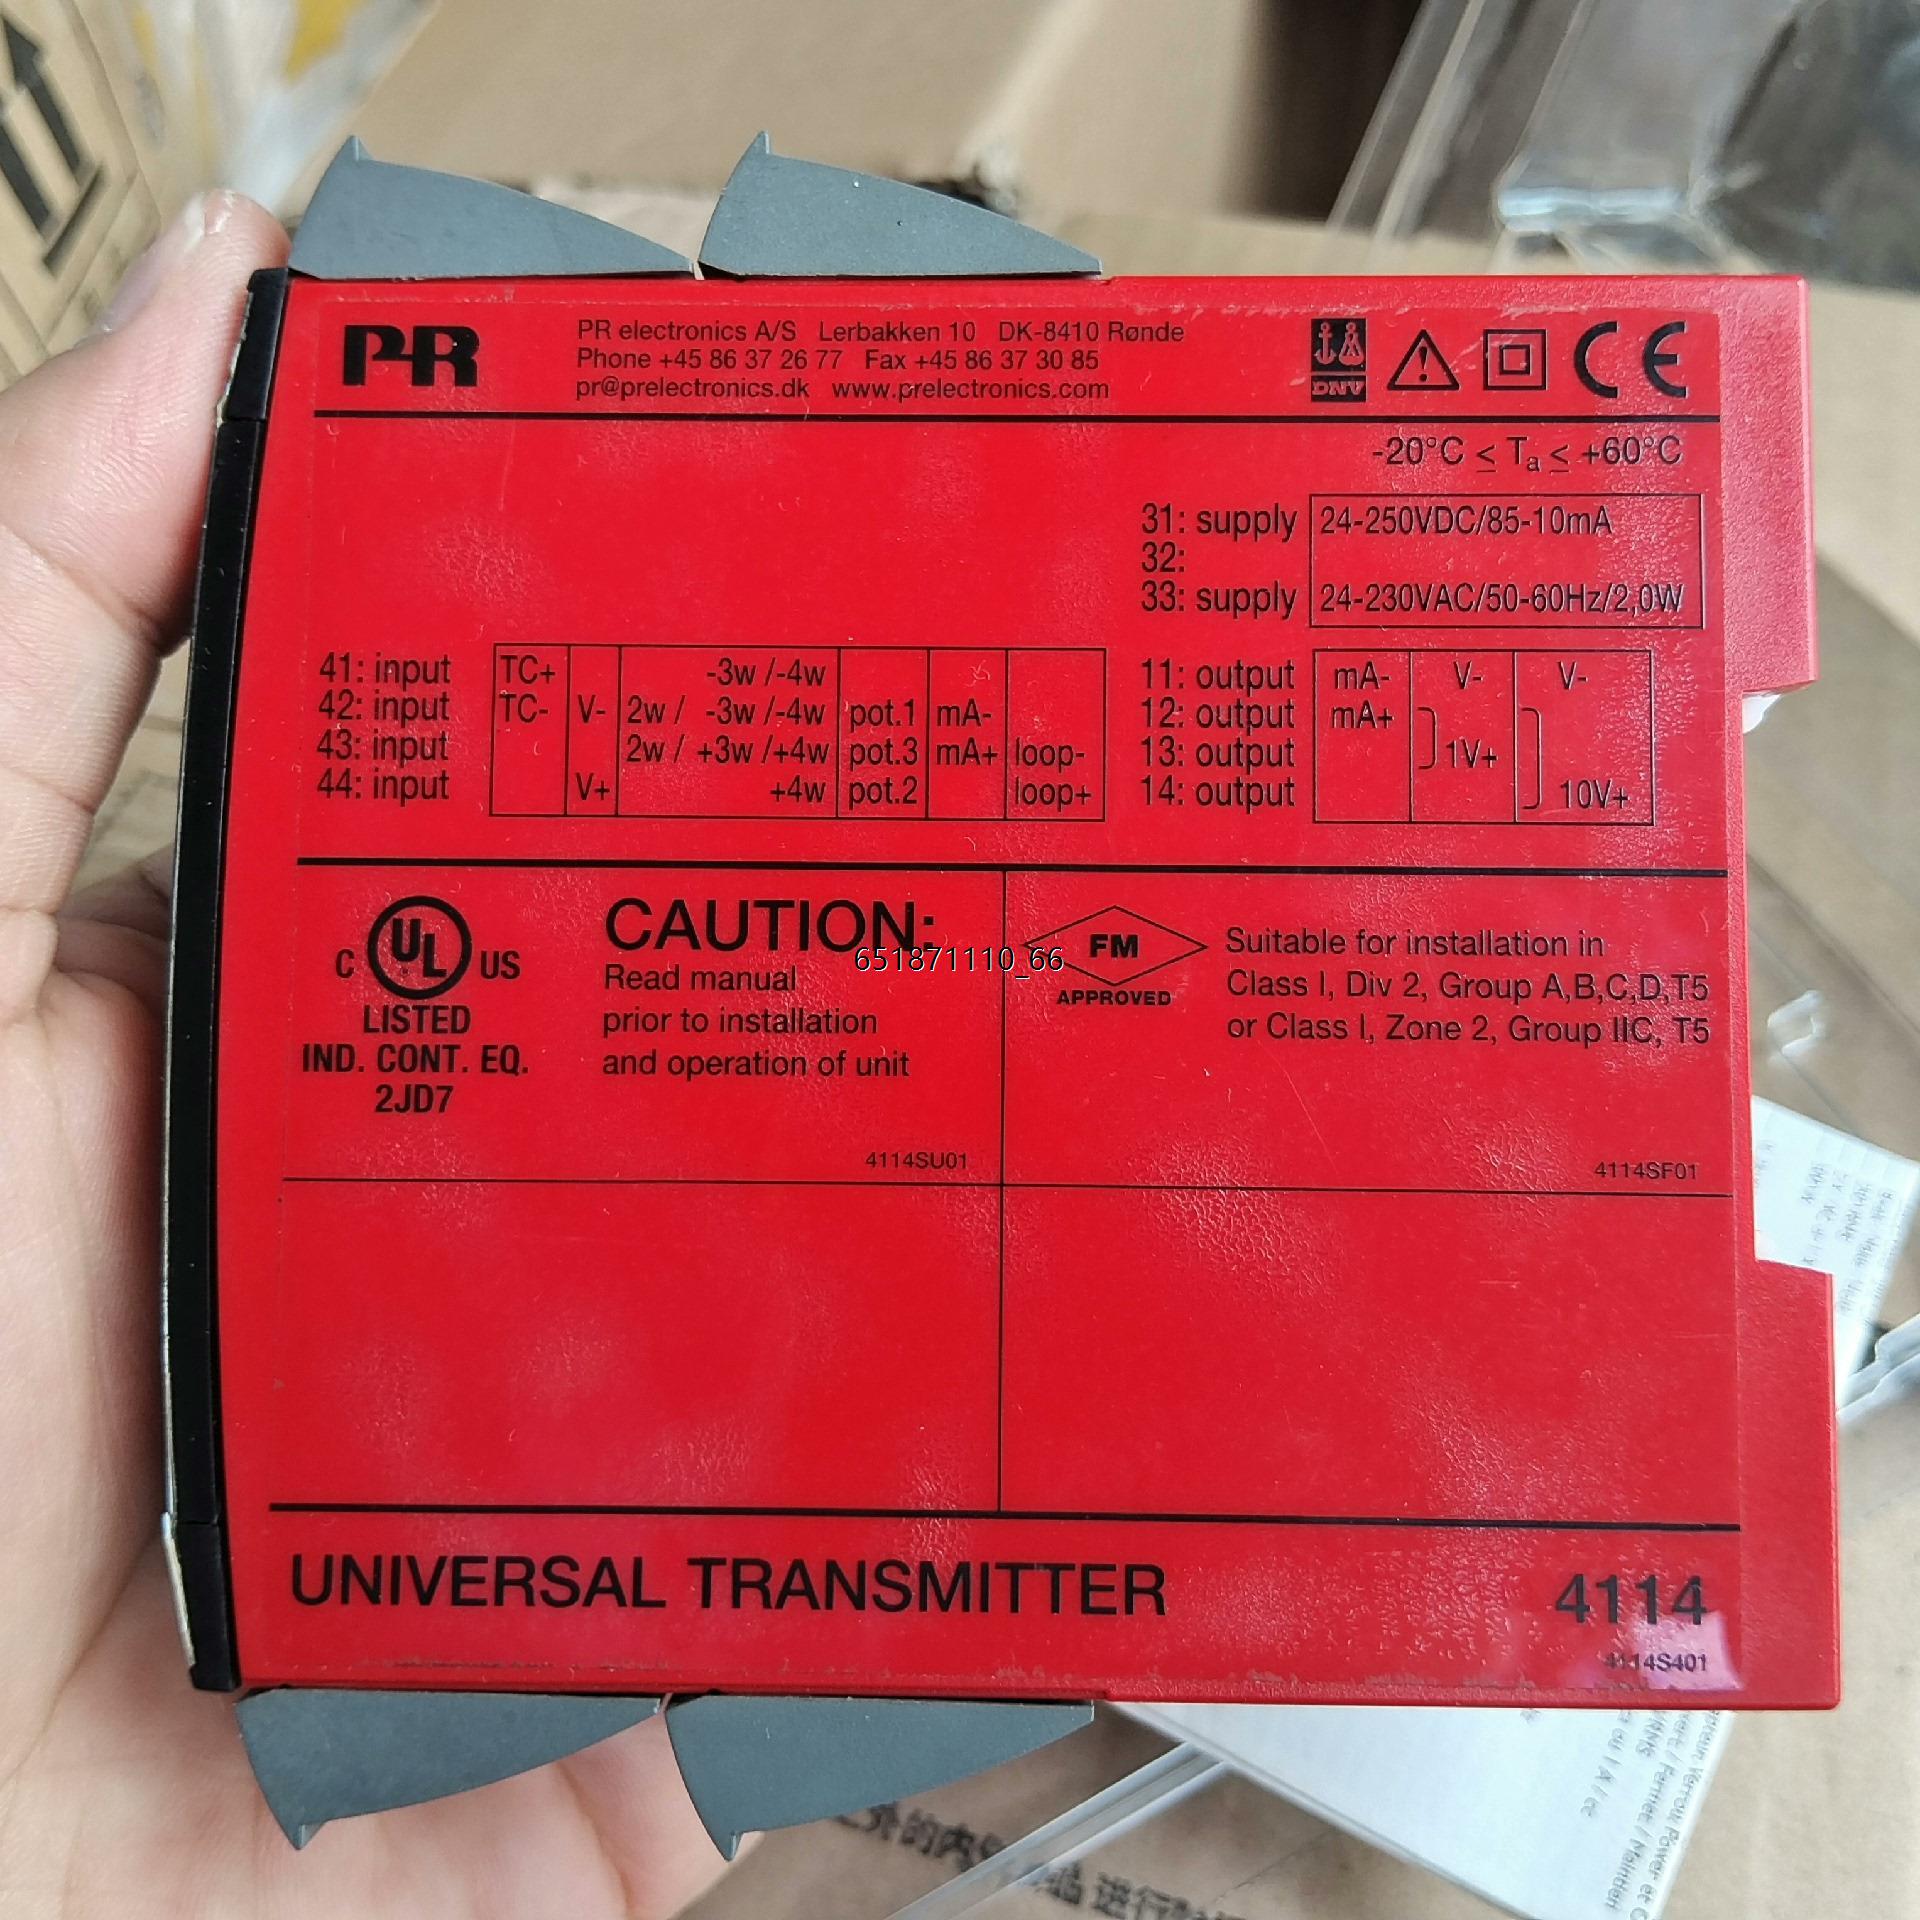 PR
PR electronics A/S Lerbakken 10 DK-8410 Rønde
Phone +45 86 37 26 77 Fax +45 86 37 30 85
pr@prelectronics.dk www.prelectronics.com
DNV
CE
-20°C ≤ Ta ≤ +60°C
31: supply 24-250VDC/85-10mA
32:
33: supply 24-230VAC/50-60Hz/2,0W
41: input TC+ -3w /-4w
42: input TC- V- 2w / -3w /-4w pot.1 mA-
43: input 2w / +3w /+4w pot.3 mA+ loop-
44: input V+ +4w pot.2 loop+
11: output mA- V- V-
12: output mA+
13: output 1V+
14: output 10V+
C UL US
LISTED
IND. CONT. EQ.
2JD7
CAUTION:
Read manual
prior to installation
and operation of unit
4114SU01
651871110_66
FM
APPROVED
Suitable for installation in
Class I, Div 2, Group A,B,C,D,T5
or Class I, Zone 2, Group IIC, T5
4114SF01
UNIVERSAL TRANSMITTER 4114
4114S401
的内
进行